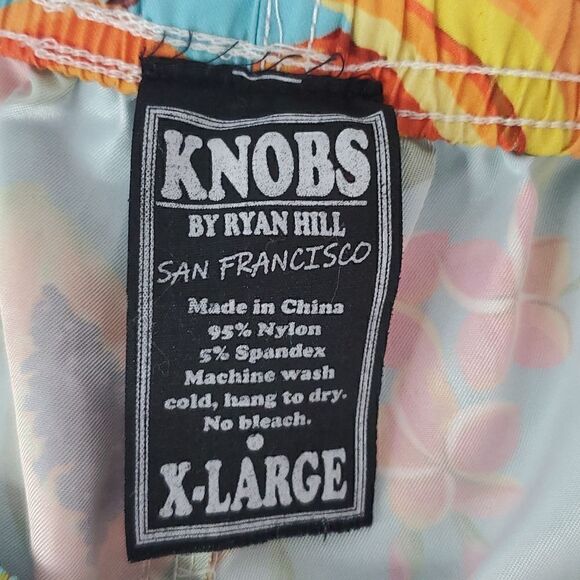 KNOBS
BY RYAN HILL
SAN FRANCISCO
Made in China
95% Nylon
5% Spandex
Machine wash
cold, hang to dry.
No bleach.
X-LARGE